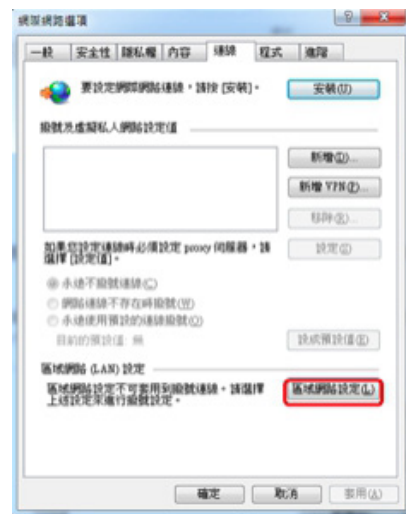 網際網路選項
一般 安全性 隱私權 內容 連線 程式 進階
要設定網際網路連線，請按 [安裝]。 安裝(U)
撥號及虛擬私人網路設定值
新增(D)...
新增 VPN(P)...
移除(R)...
如果您設定連線時必須設定 proxy 伺服器，請 設定(S)
選擇 [設定值]。
永遠不撥號連線(C)
網路連線不存在時撥號(W)
永遠使用預設的連線撥號(O)
目前的預設值: 無 設成預設值(E)
區域網路 (LAN) 設定
區域網路設定不可套用到撥號連線。請選擇 區域網路設定(L)
上述設定來進行撥號設定。
確定 取消 套用(A)